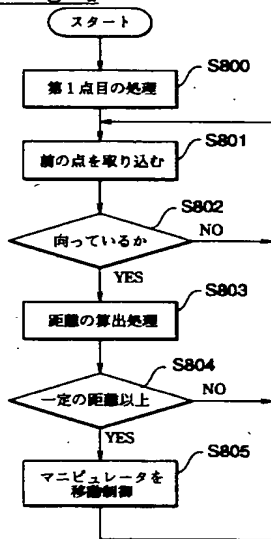 スタート
S800
第1点目の処理
S801
前の点を取り込む
S802
向っているか
NO
YES
S803
距離の算出処理
S804
一定の距離以上
NO
YES
S805
マニピュレータを
移動制御